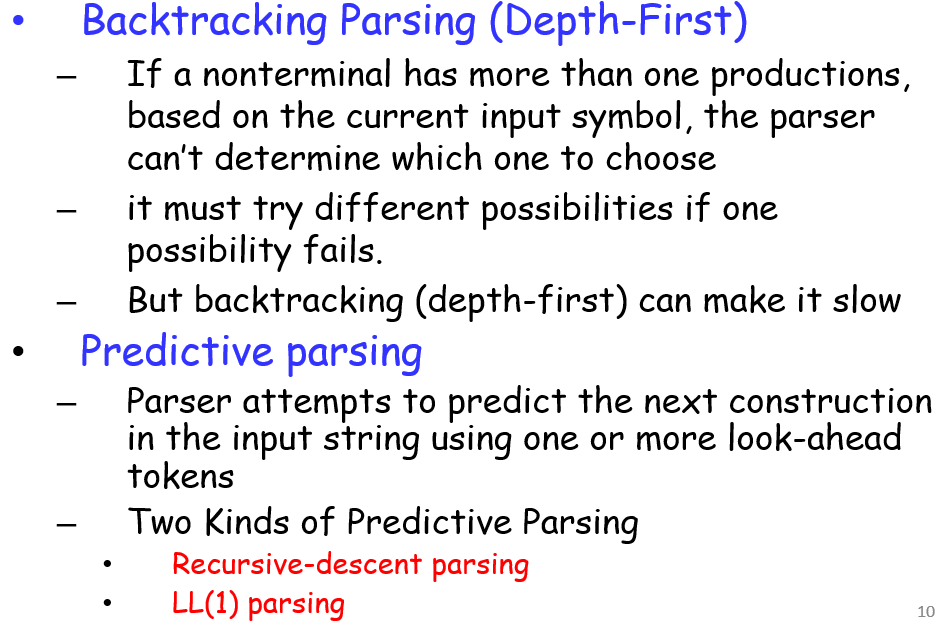 • Backtracking Parsing (Depth-First)
– If a nonterminal has more than one productions,
based on the current input symbol, the parser
can't determine which one to choose
– it must try different possibilities if one
possibility fails.
– But backtracking (depth-first) can make it slow
• Predictive parsing
– Parser attempts to predict the next construction
in the input string using one or more look-ahead
tokens
– Two Kinds of Predictive Parsing
• Recursive-descent parsing
• LL(1) parsing
10